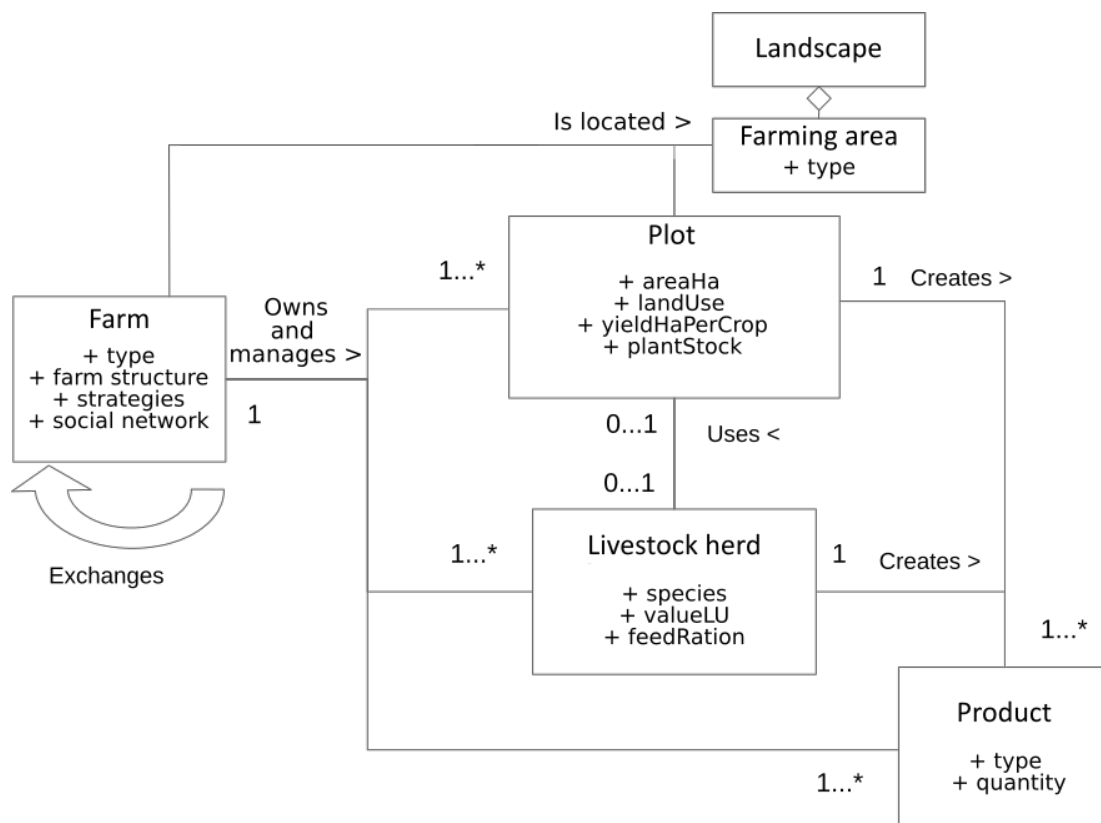 Landscape
Is located >
Farming area
+ type
Plot
+ areaHa
+ landUse
+ yieldHaPerCrop
+ plantStock
1...*
1
Creates >
Farm
+ type
+ farm structure
+ strategies
+ social network
Owns
and
manages >
1
Exchanges
0...1
Uses <
0...1
1...*
Livestock herd
+ species
+ valueLU
+ feedRation
1
Creates >
1...*
Product
+ type
+ quantity
1...*